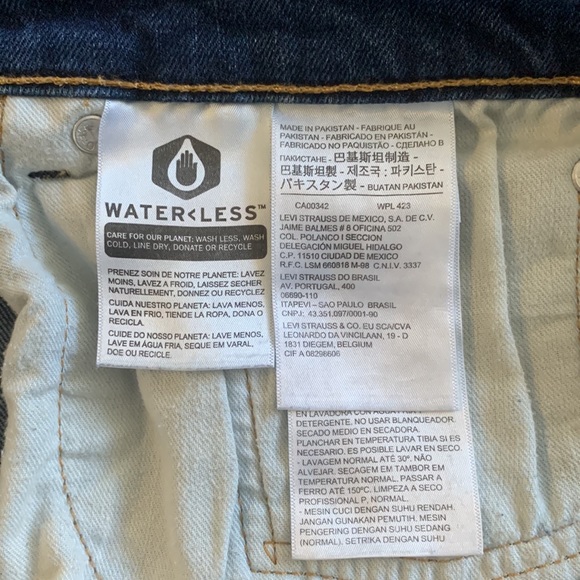 WATER<LESS™
CARE FOR OUR PLANET: WASH LESS, WASH
COLD, LINE DRY, DONATE OR RECYCLE
PRENEZ SOIN DE NOTRE PLANETE: LAVEZ
MOINS, LAVEZ A FROID, LAISSEZ SECHER
NATURELLEMENT, DONNEZ OU RECYCLEZ
CUIDA NUESTRO PLANETA: LAVA MENOS,
LAVA EN FRIO, TIENDE LA ROPA, DONA O
RECICLA.
CUIDE DO NOSSO PLANETA: LAVE MENOS,
LAVE EM ÁGUA FRIA, SEQUE EM VARAL,
DOE OU RECICLE.
MADE IN PAKISTAN - FABRIQUE AU
PAKISTAN - FABRICADO EN PAKISTÁN -
FABRICADO NO PAQUISTÃO - СДЕЛАНО В
ПАКИСТАНЕ - 巴基斯坦制造 -
巴基斯坦製 - 제조국 : 파키스탄 -
パキスタン製 - BUATAN PAKISTAN
CA00342 WPL 423
LEVI STRAUSS DE MEXICO, S.A. DE C.V.
JAIME BALMES # 8 OFICINA 502
COL. POLANCO I SECCION
DELEGACIÓN MIGUEL HIDALGO
C.P. 11510 CIUDAD DE MEXICO
R.F.C. LSM 660818 M-98 C.N.I.V. 3337
LEVI STRAUSS DO BRASIL
AV. PORTUGAL, 400
06690-110
ITAPEVI – SAO PAULO BRASIL
CNPJ: 43.351.097/0001-90
LEVI STRAUSS & CO. EU SCA/CVA
LEONARDO DA VINCILAAN, 19 - D
1831 DIEGEM, BELGIUM
CIF A 08298606
EN LAVADORA CON AGUA
DETERGENTE, NO USAR BLANQUEADOR.
SECADO MEDIO EN SECADORA.
PLANCHAR EN TEMPERATURA TIBIA SÍ ES
NECESARIO. ES POSIBLE LAVAR EN SECO.
- LAVAGEM NORMAL ATÉ 30º. NÃO
ALVEJAR. SECAGEM EM TAMBOR EM
TEMPERATURA NORMAL. PASSAR A
FERRO ATÉ 150ºC. LIMPEZA A SECO
PROFISSIONAL P, NORMAL.
- MESIN CUCI DENGAN SUHU RENDAH.
JANGAN GUNAKAN PEMUTIH. MESIN
PENGERING DENGAN SUHU SEDANG
(NORMAL). SETRIKA DENGAN SUHU